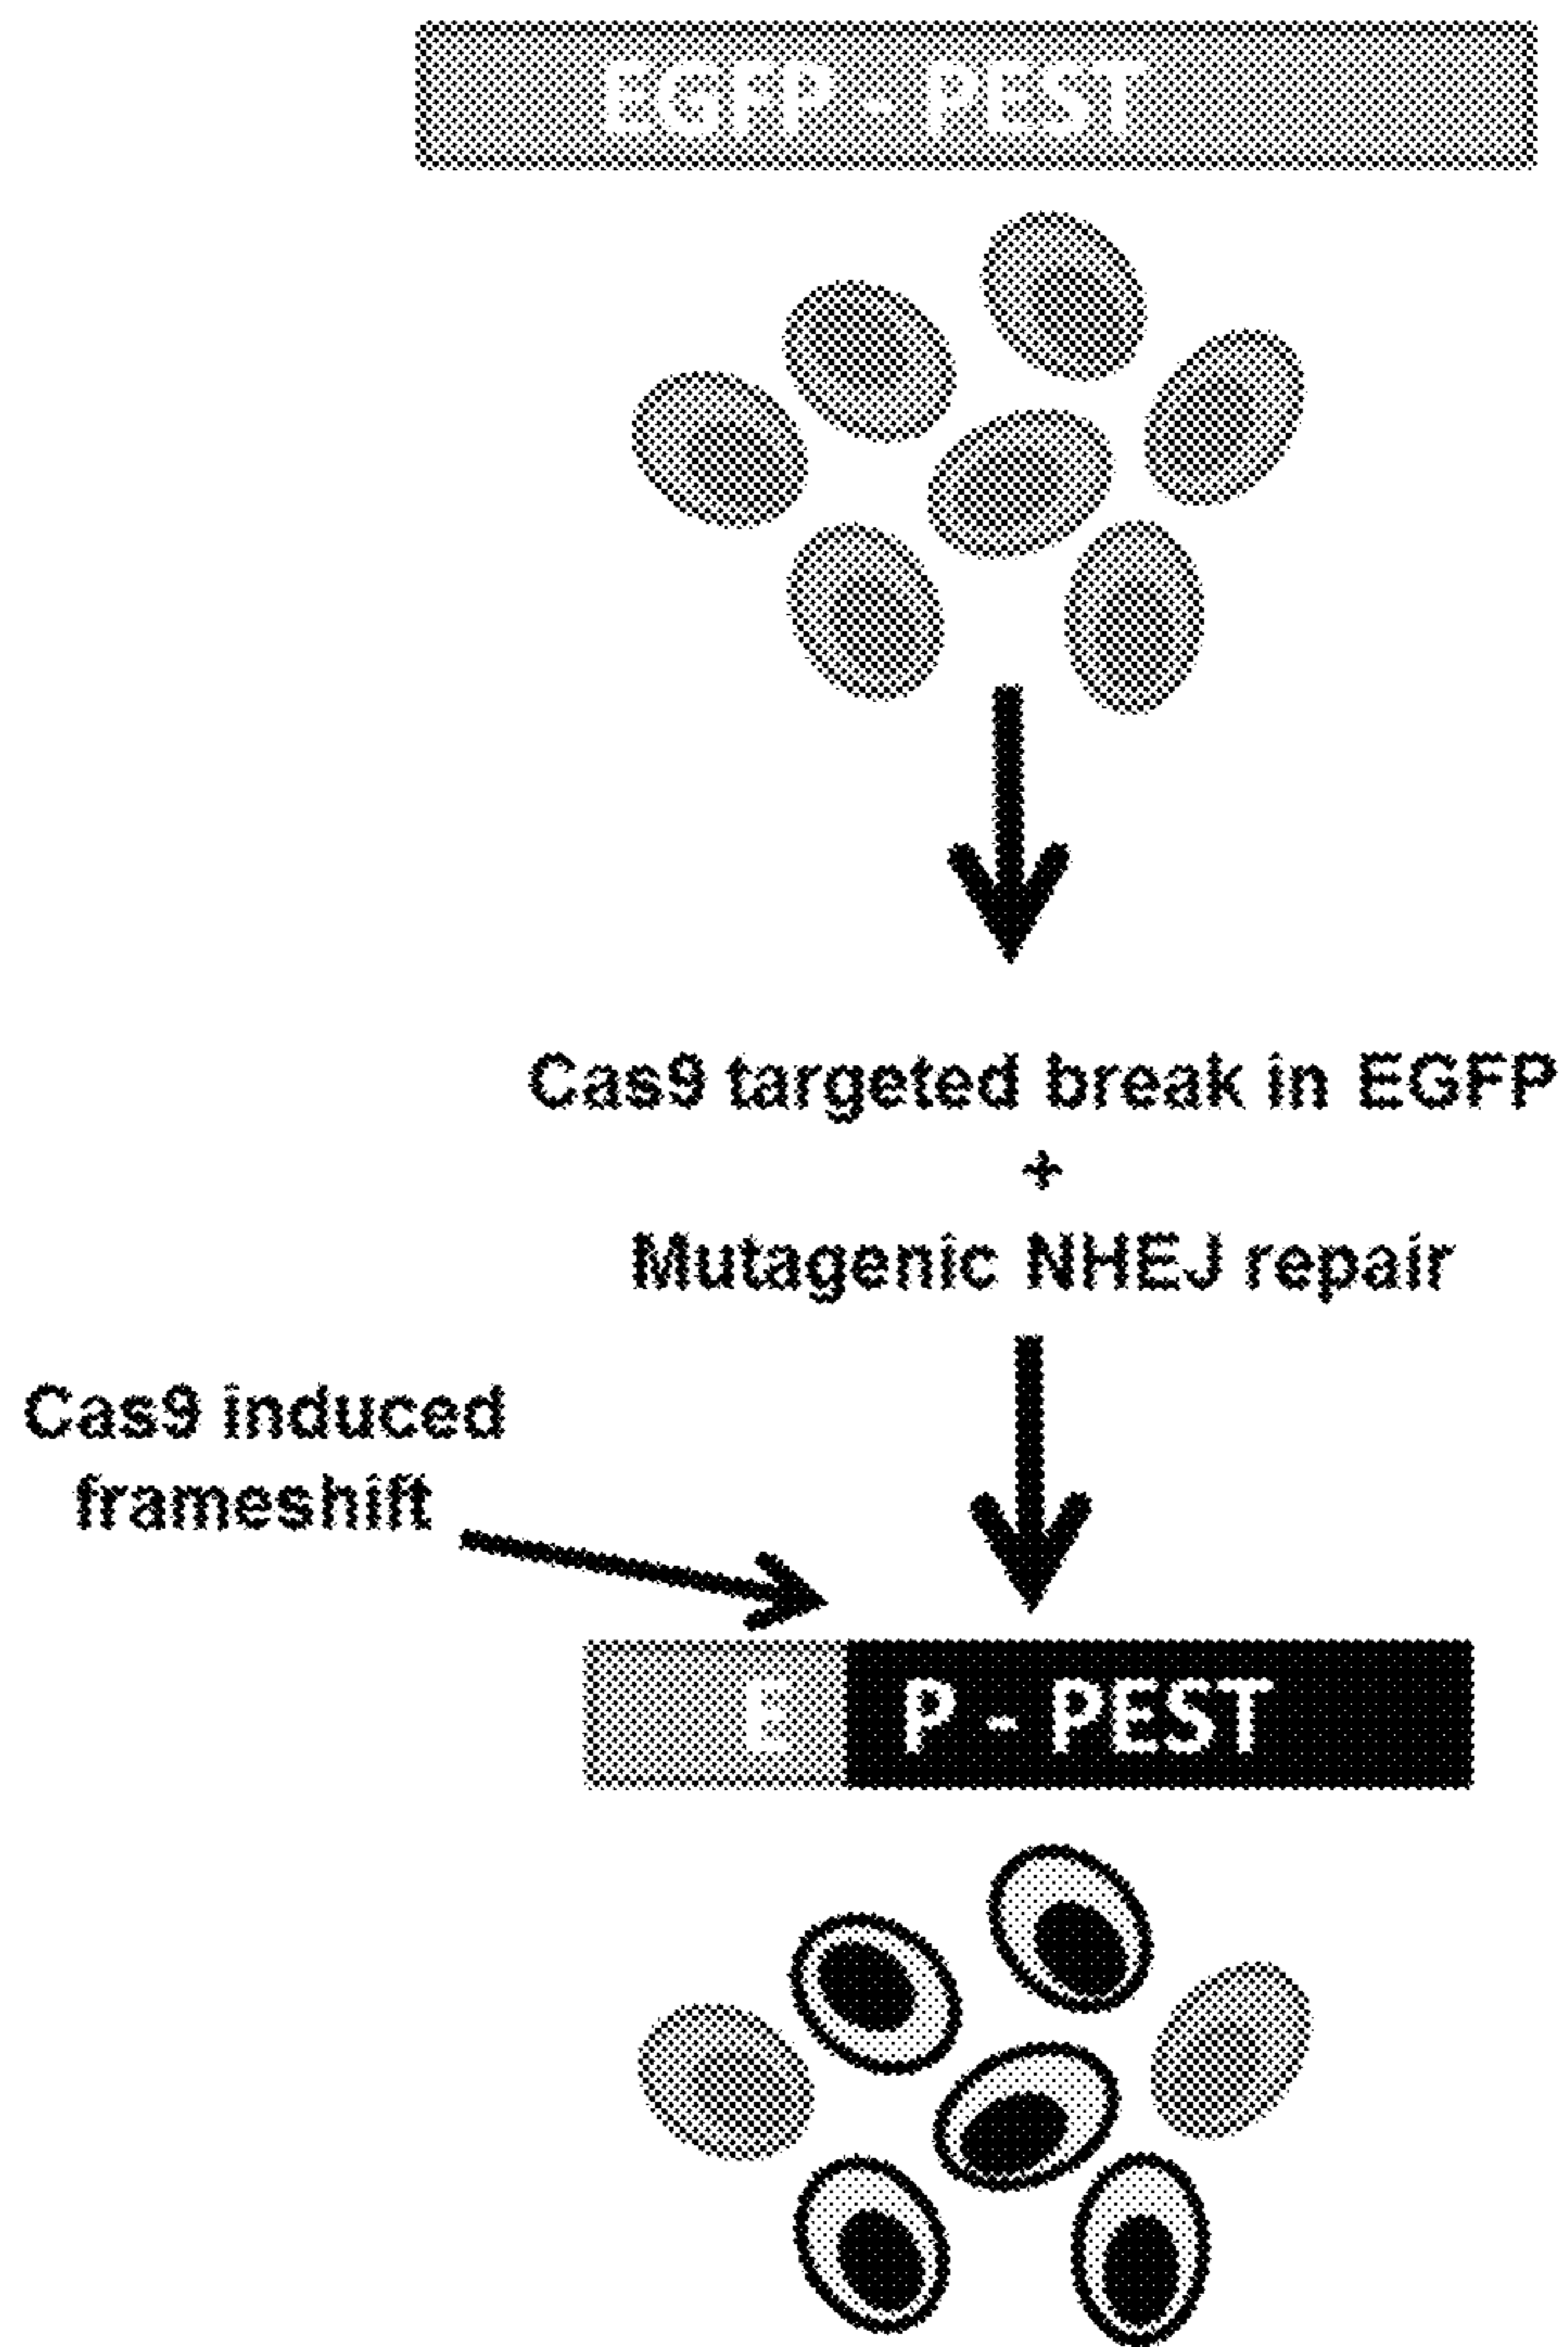 EGFP - PEST
Cas9 targeted break in EGFP
+
Mutagenic NHEJ repair
Cas9 induced
frameshift
E P - PEST